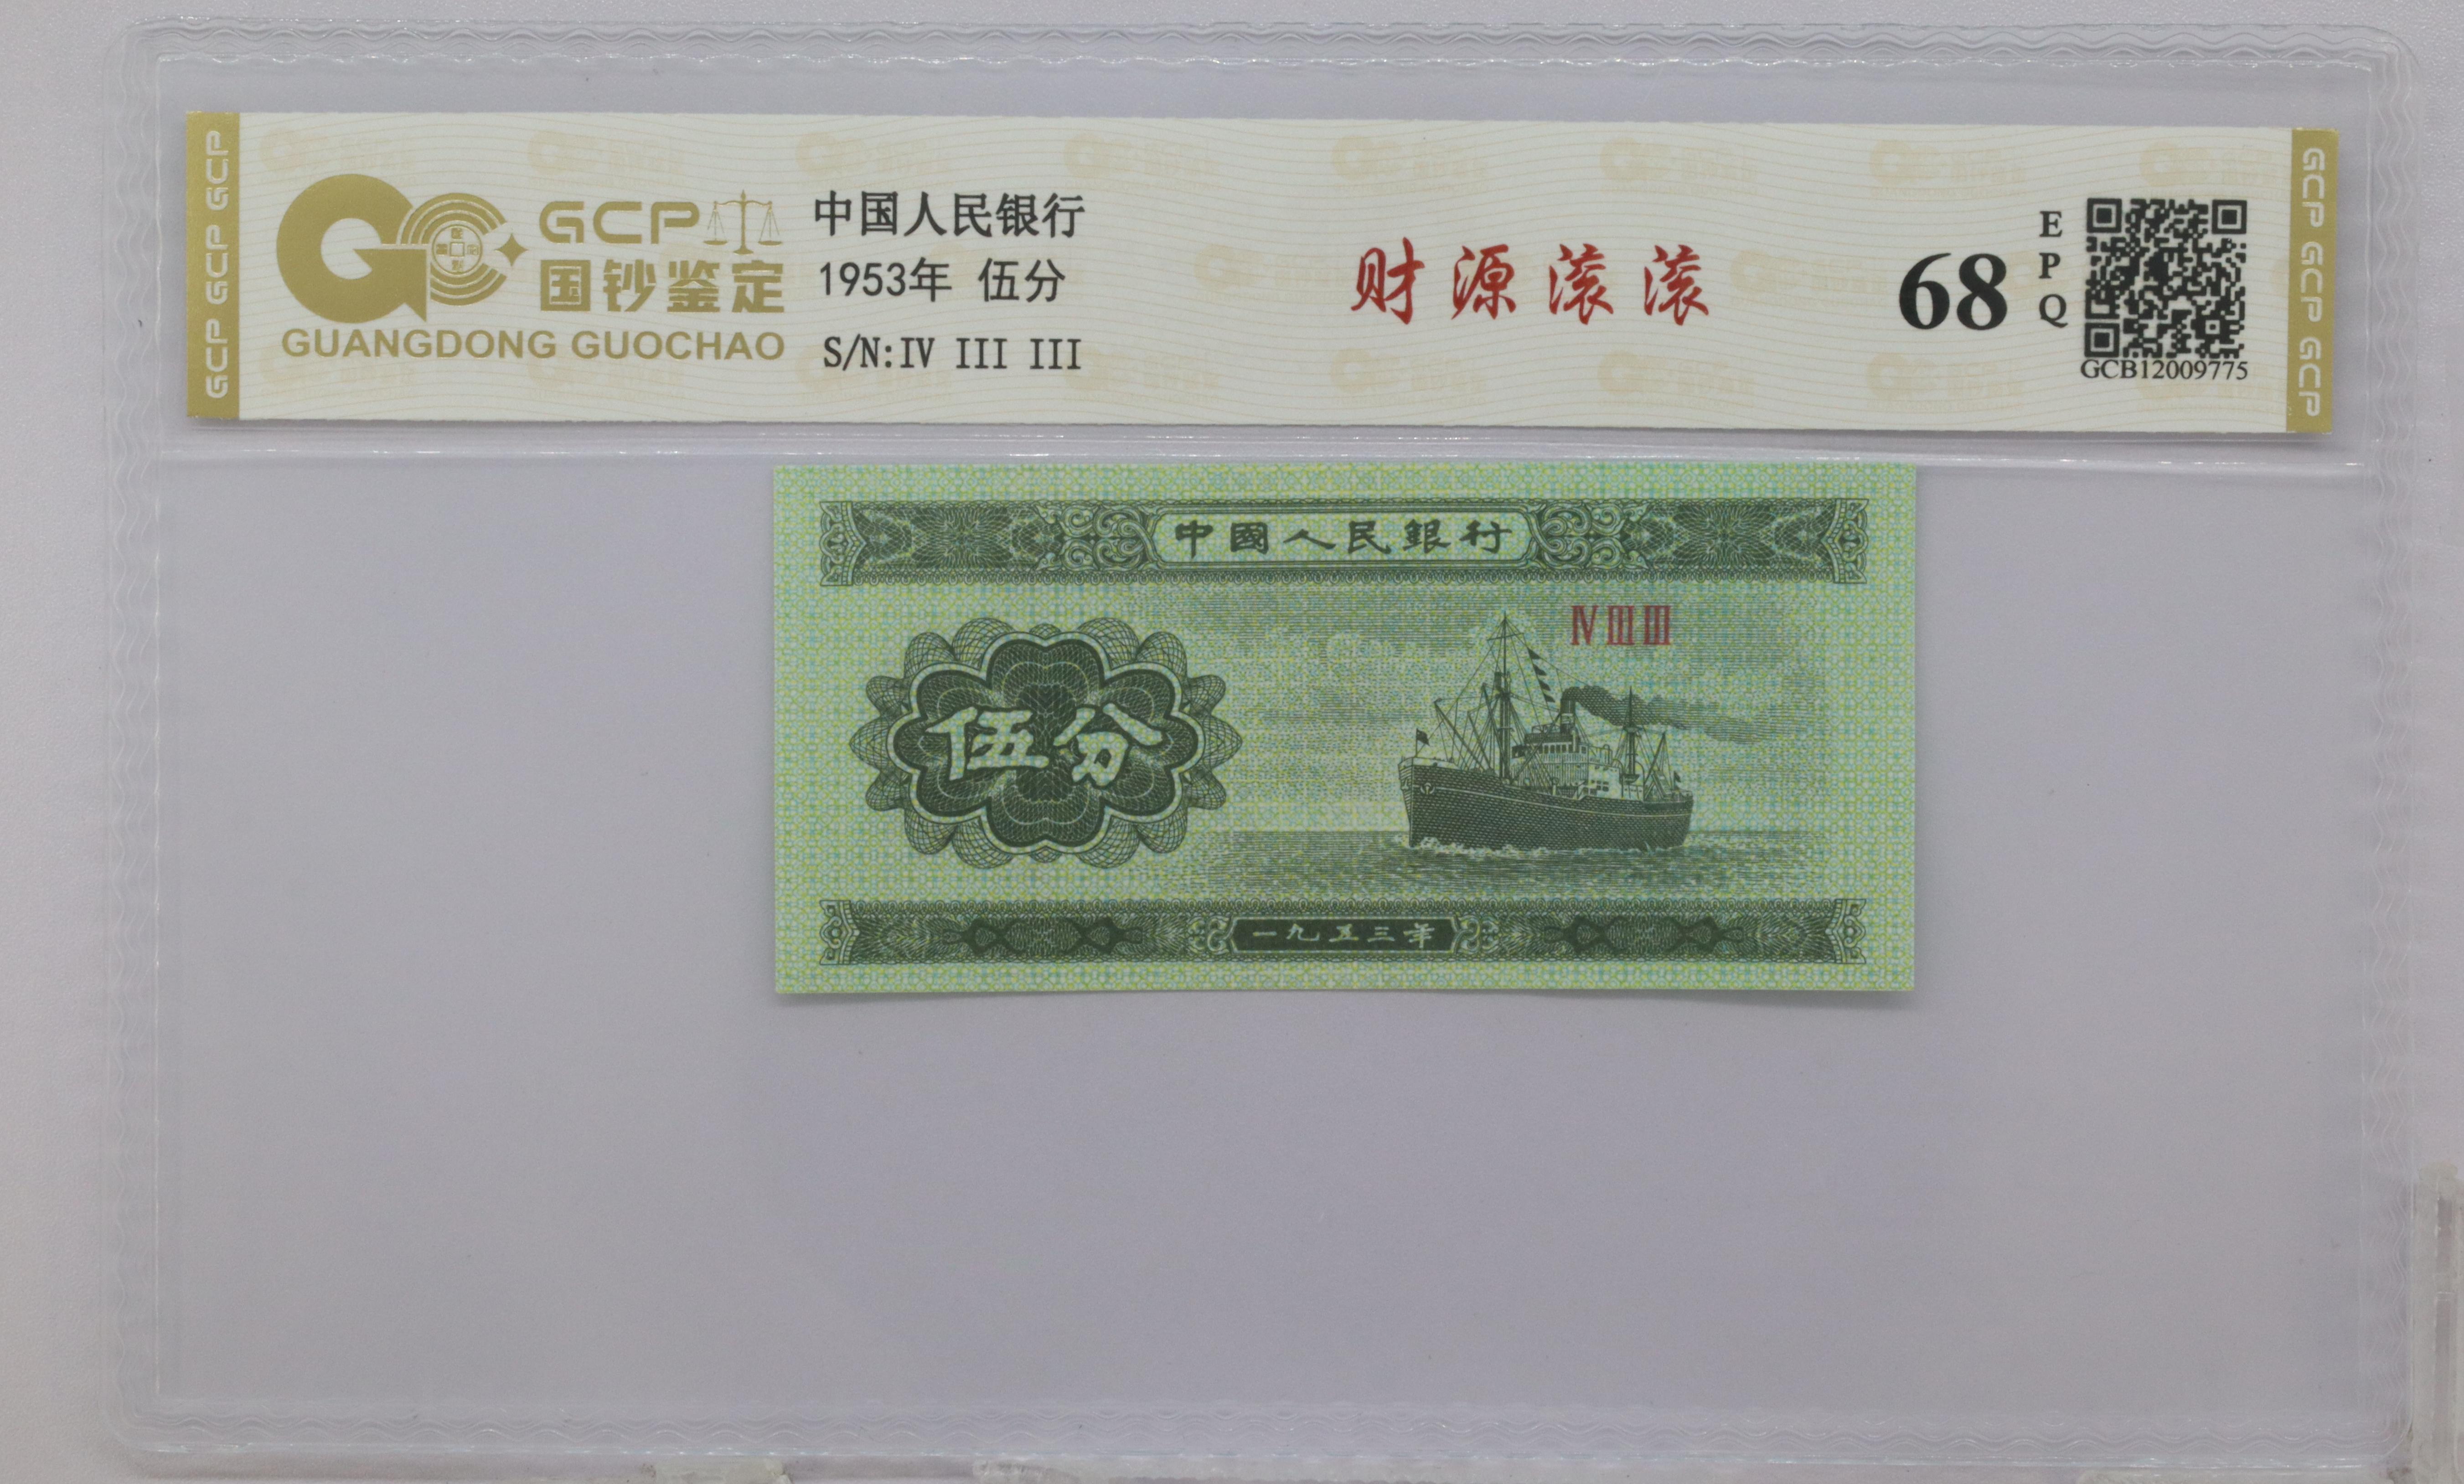 GCP GCP GCP
GCP
国钞鉴定
GUANGDONG GUOCHAO
中国人民银行
1953年 伍分
S/N:IV III III
财源滚滚
68
EPQ
GCB12009775
GCP GCP GCP
中國人民銀行
IV III III
伍分
一九五三年